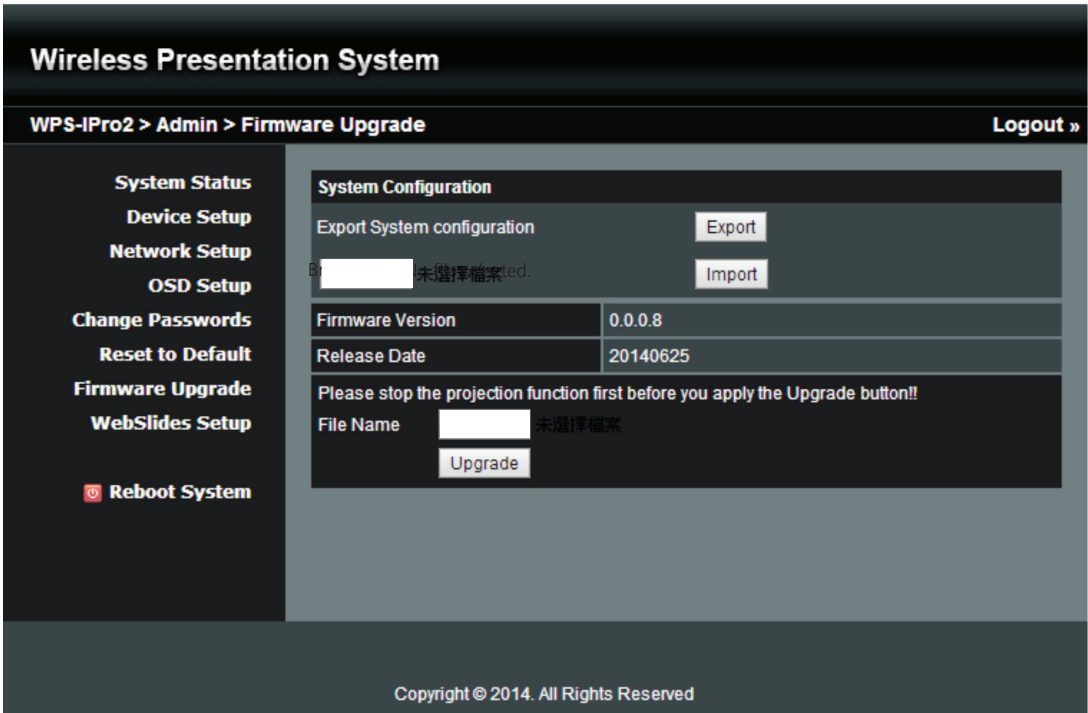 Wireless Presentation System
WPS-IPro2 > Admin > Firmware Upgrade Logout »
System Status
Device Setup
Network Setup
OSD Setup
Change Passwords
Reset to Default
Firmware Upgrade
WebSlides Setup
Reboot System
System Configuration
Export System configuration Export
未選擇檔案 Import
Firmware Version 0.0.0.8
Release Date 20140625
Please stop the projection function first before you apply the Upgrade button!!
File Name 未選擇檔案
Upgrade
Copyright © 2014. All Rights Reserved